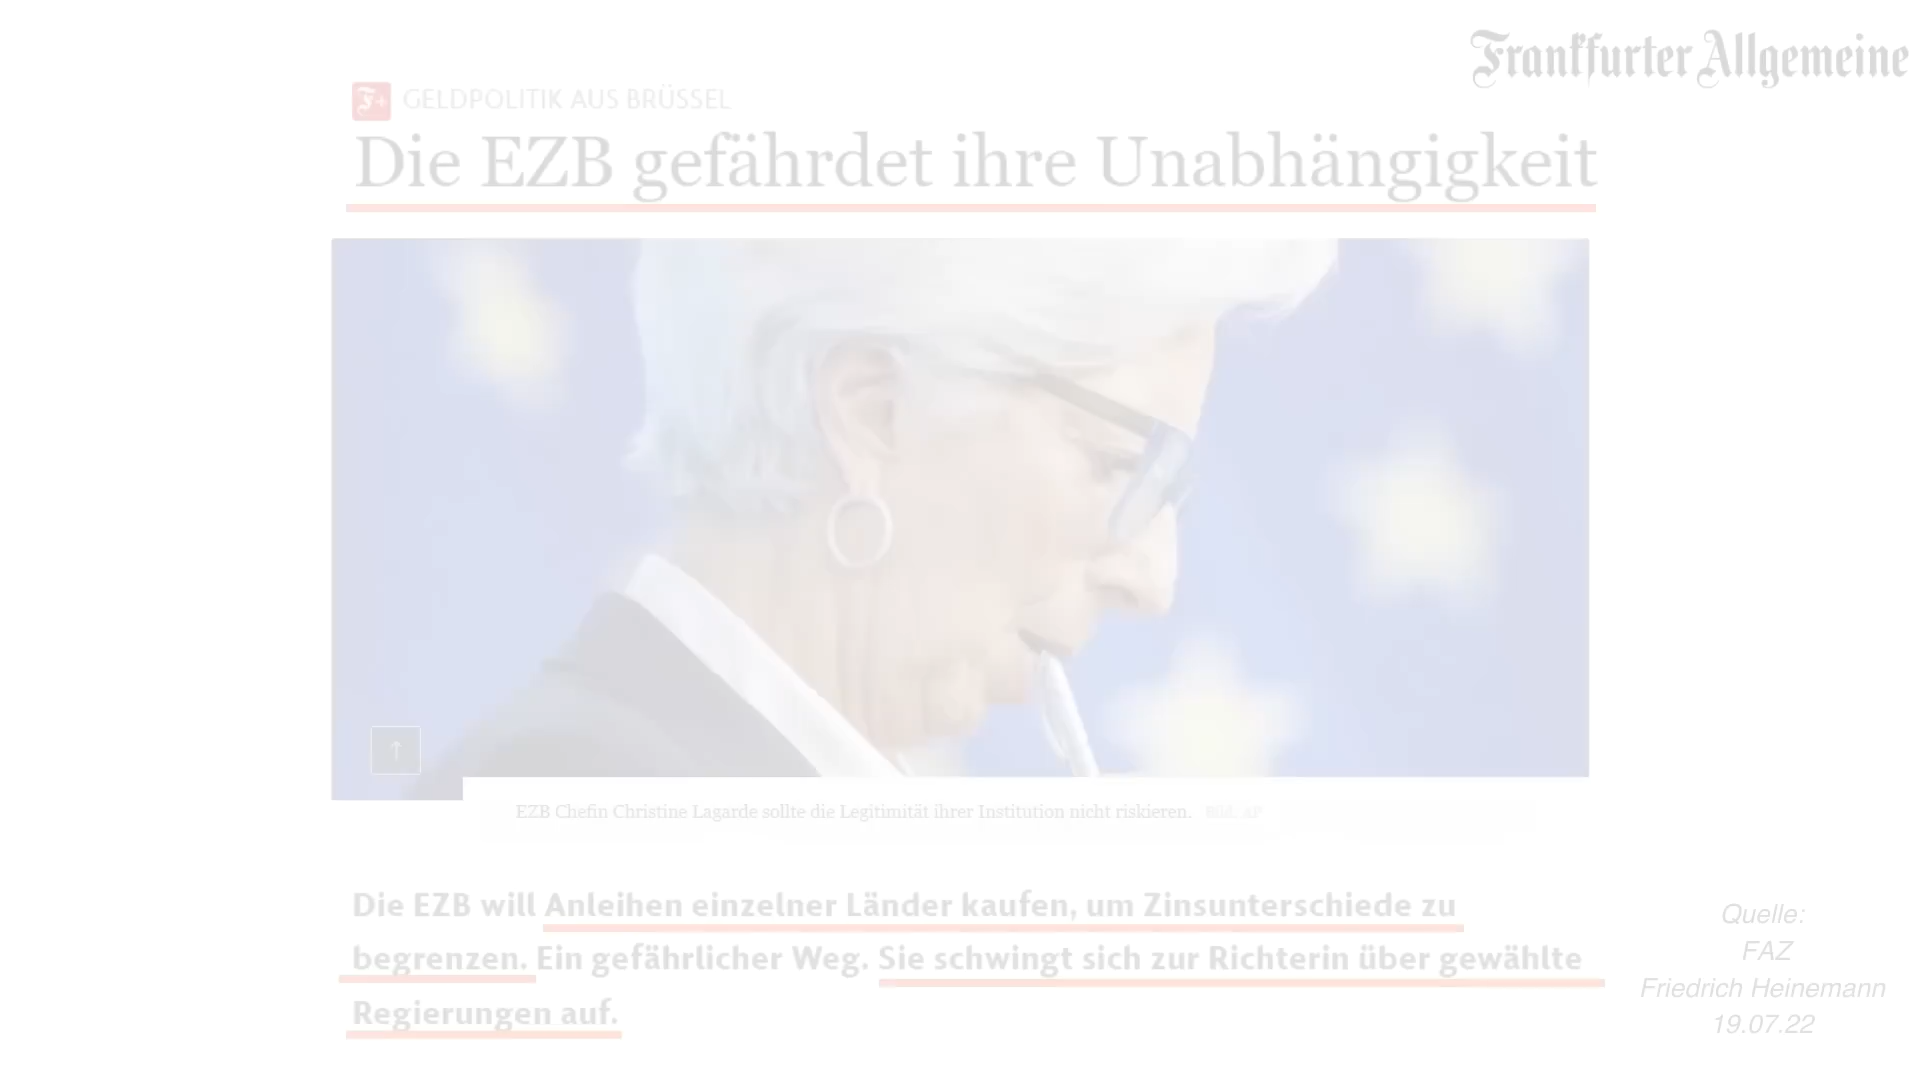 Frankfurter Allgemeine
F+ GELDPOLITIK AUS BRÜSSEL
Die EZB gefährdet ihre Unabhängigkeit
↑
EZB Chefin Christine Lagarde sollte die Legitimität ihrer Institution nicht riskieren. Bild: AP
Die EZB will Anleihen einzelner Länder kaufen, um Zinsunterschiede zu
begrenzen. Ein gefährlicher Weg. Sie schwingt sich zur Richterin über gewählte
Regierungen auf.
Quelle:
FAZ
Friedrich Heinemann
19.07.22